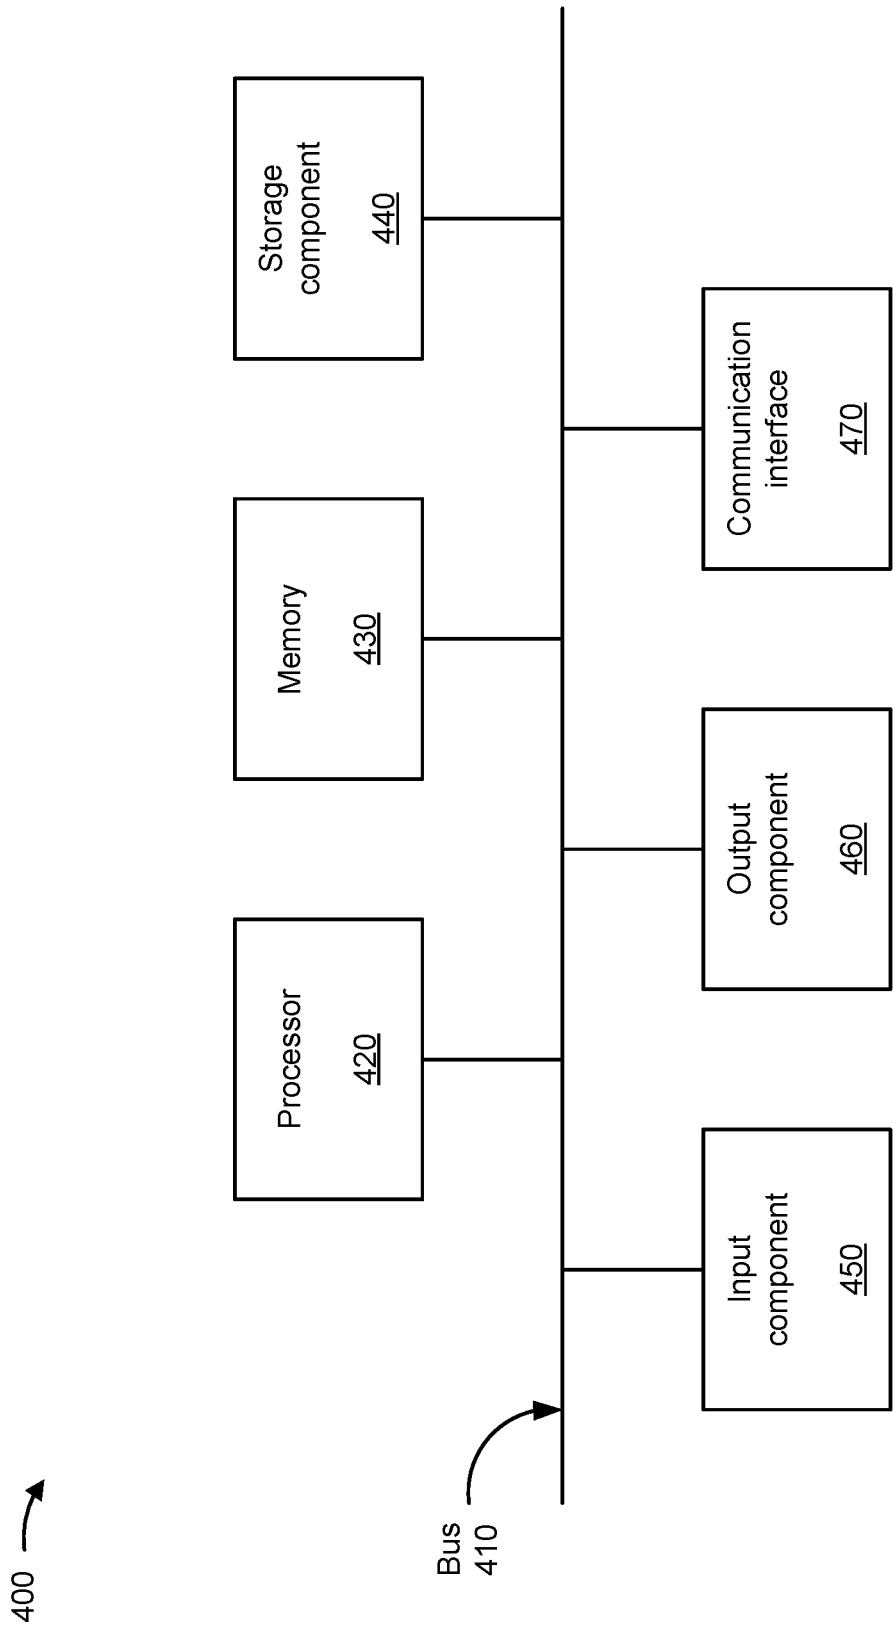 400
Processor
420
Memory
430
Storage
component
440
Bus
410
Input
component
450
Output
component
460
Communication
interface
470